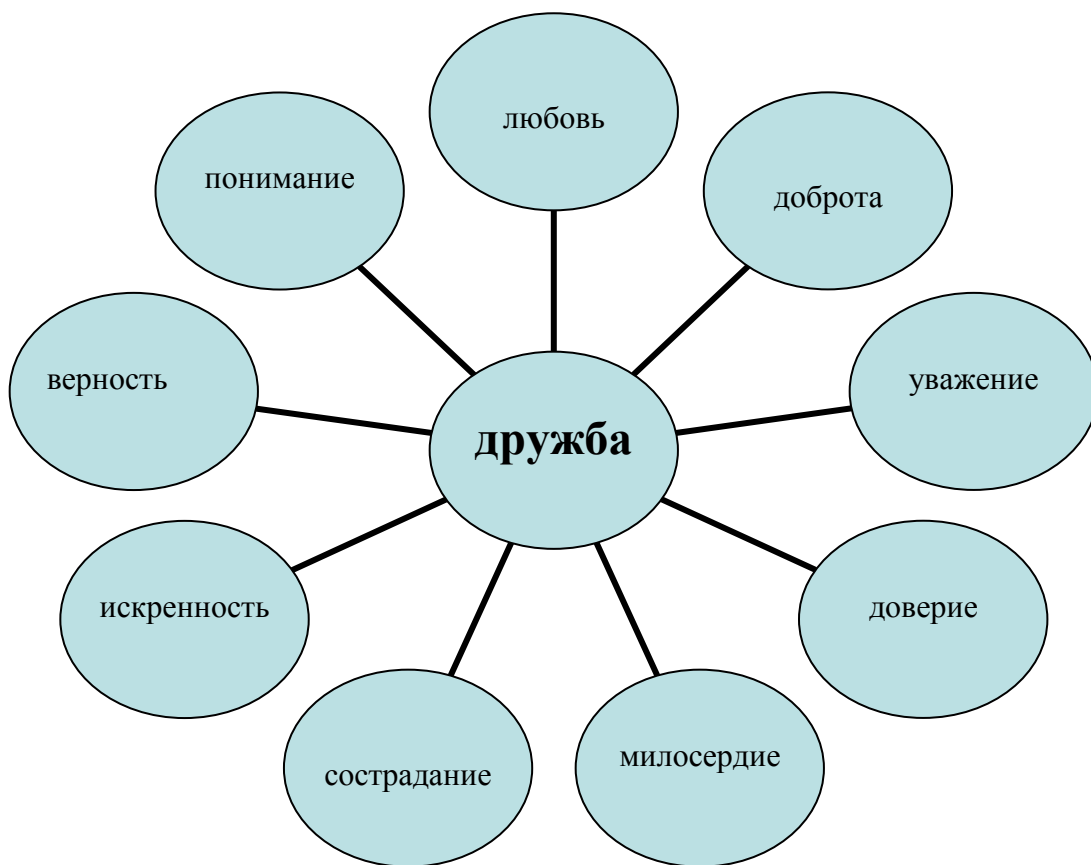 любовь
понимание
доброта
верность
уважение
дружба
искренность
доверие
сострадание
милосердие